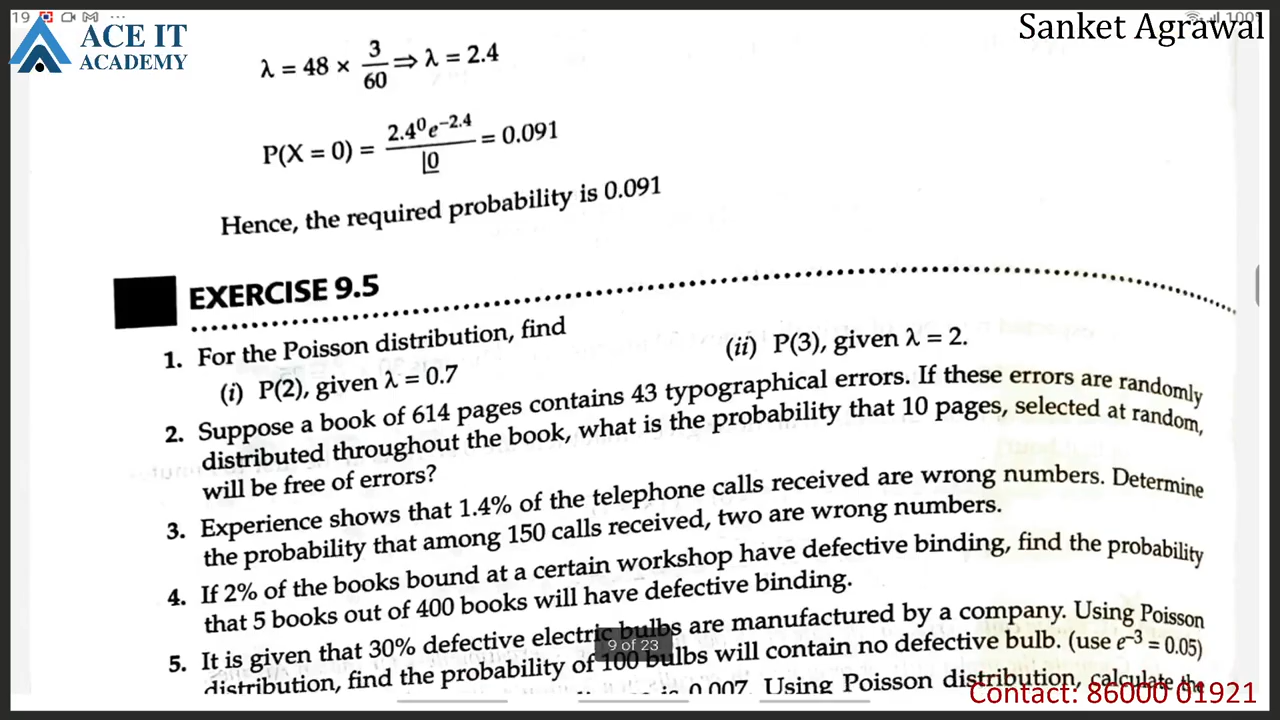 19 ...
100%
ACE IT
ACADEMY
Sanket Agrawal
λ = 48 × 3/60 ⇒ λ = 2.4
P(X = 0) = 2.4⁰e⁻²·⁴ / |0 = 0.091
Hence, the required probability is 0.091
EXERCISE 9.5
1. For the Poisson distribution, find
(i) P(2), given λ = 0.7 (ii) P(3), given λ = 2.
2. Suppose a book of 614 pages contains 43 typographical errors. If these errors are randomly
distributed throughout the book, what is the probability that 10 pages, selected at random,
will be free of errors?
3. Experience shows that 1.4% of the telephone calls received are wrong numbers. Determine
the probability that among 150 calls received, two are wrong numbers.
4. If 2% of the books bound at a certain workshop have defective binding, find the probability
that 5 books out of 400 books will have defective binding.
5. It is given that 30% defective electric bulbs are manufactured by a company. Using Poisson
distribution, find the probability of 100 bulbs will contain no defective bulb. (use e⁻³ = 0.05)
is 0.007. Using Poisson distribution, calculate the
9 of 23
Contact: 86000 01921